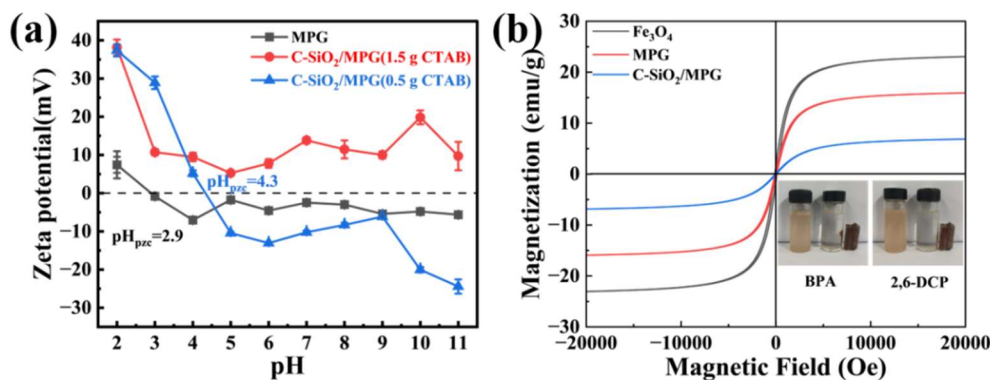 (a)
MPG
C-SiO₂/MPG(1.5 g CTAB)
C-SiO₂/MPG(0.5 g CTAB)
Zeta potential(mV)
40
30
20
10
0
−10
−20
−30
pHpzc=4.3
pHpzc=2.9
2 3 4 5 6 7 8 9 10 11
pH
(b)
Fe₃O₄
MPG
C-SiO₂/MPG
Magnetization (emu/g)
30
20
10
0
−10
−20
−30
BPA 2,6-DCP
−20000 −10000 0 10000 20000
Magnetic Field (Oe)